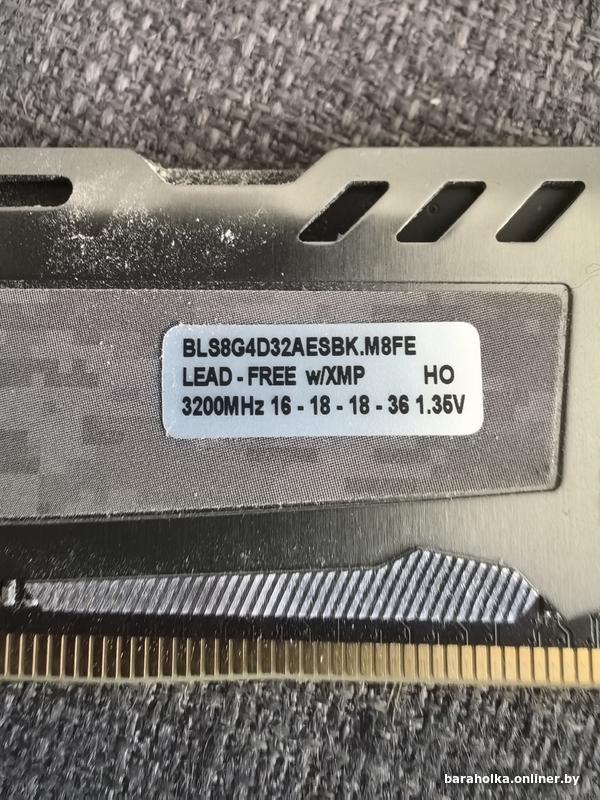 BLS8G4D32AESBK.M8FE
LEAD - FREE w/XMP HO
3200MHz 16 - 18 - 18 - 36 1.35V
baraholka.onliner.by